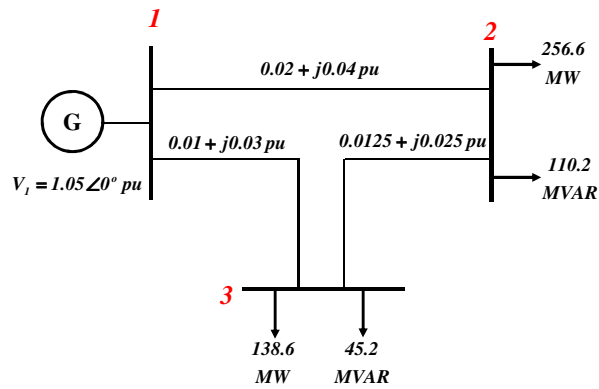 1
2
256.6
MW
0.02 + j0.04 pu
G
0.01 + j0.03 pu
0.0125 + j0.025 pu
V₁ = 1.05∠0° pu
110.2
MVAR
3
138.6
MW
45.2
MVAR